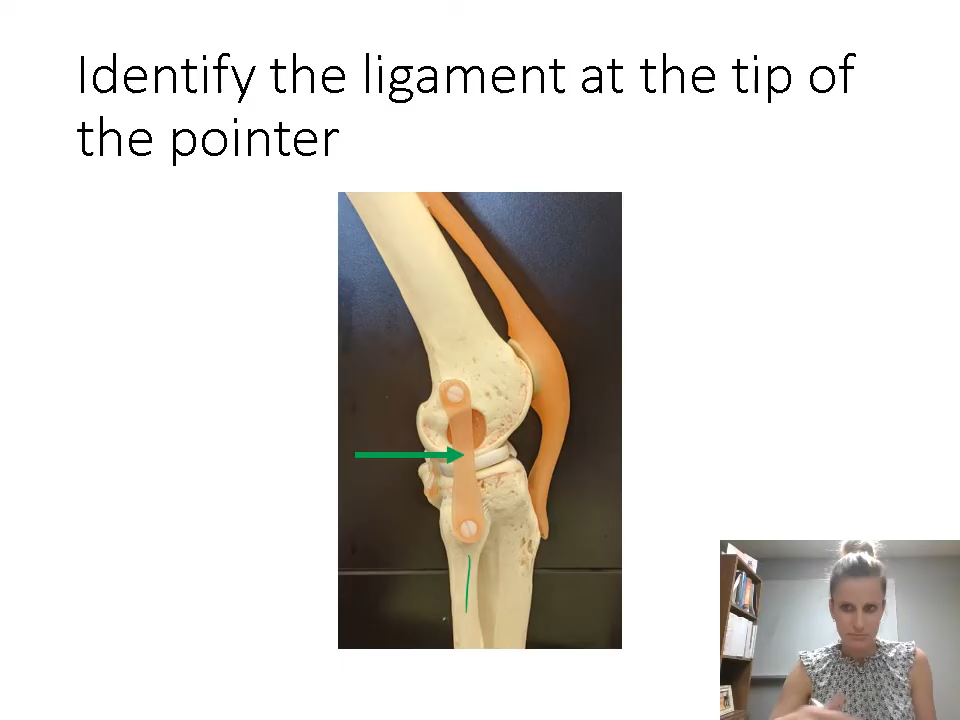 Identify the ligament at the tip of
the pointer